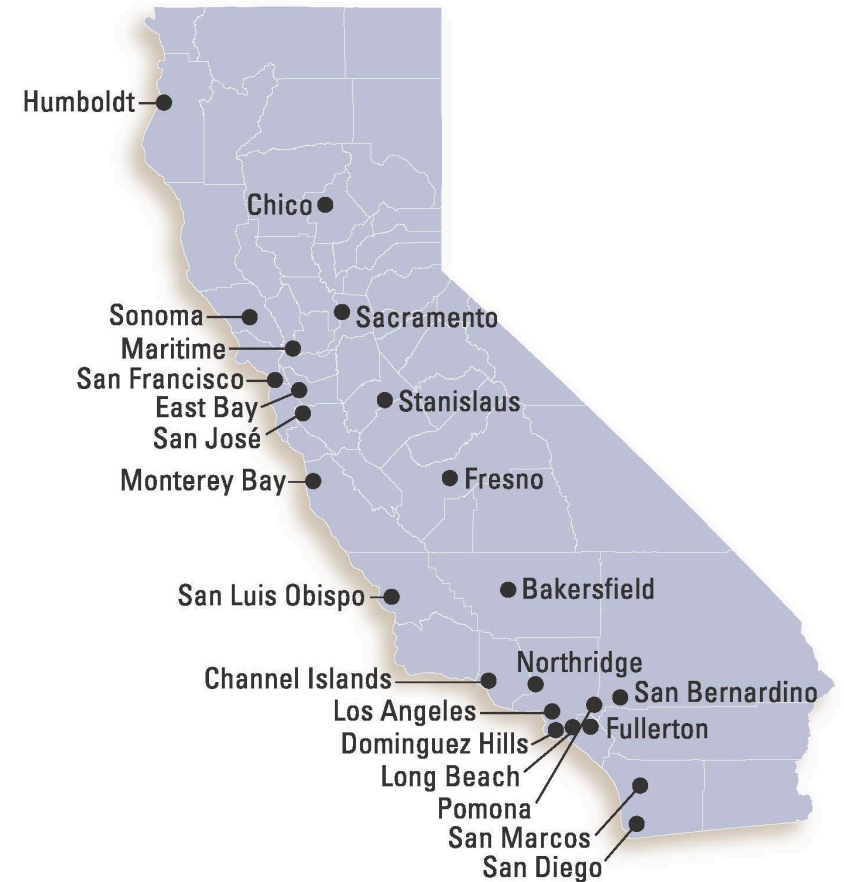 Humboldt
Chico
Sonoma
Sacramento
Maritime
San Francisco
East Bay
Stanislaus
San José
Monterey Bay
Fresno
San Luis Obispo
Bakersfield
Northridge
Channel Islands
San Bernardino
Los Angeles
Fullerton
Dominguez Hills
Long Beach
Pomona
San Marcos
San Diego